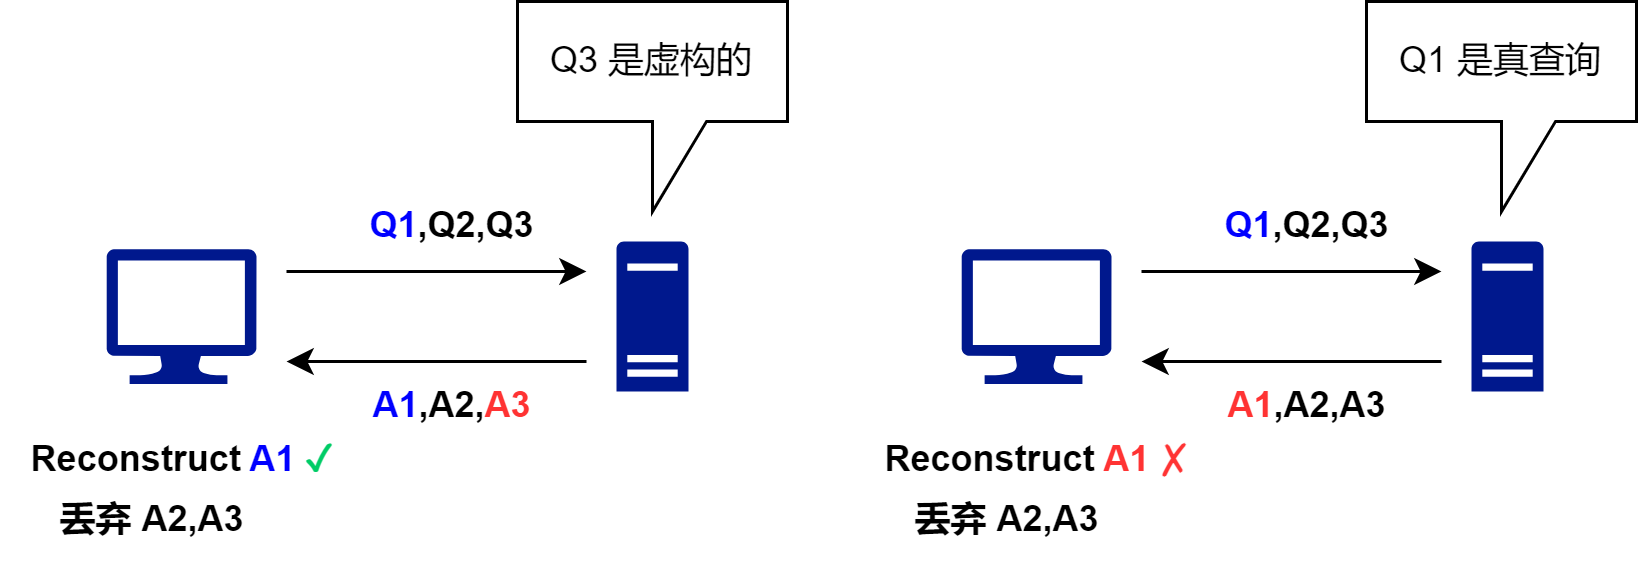 Q3 是虚构的
Q1,Q2,Q3
A1,A2,A3
Reconstruct A1 ✓
丢弃 A2,A3
Q1 是真查询
Q1,Q2,Q3
A1,A2,A3
Reconstruct A1 ✗
丢弃 A2,A3